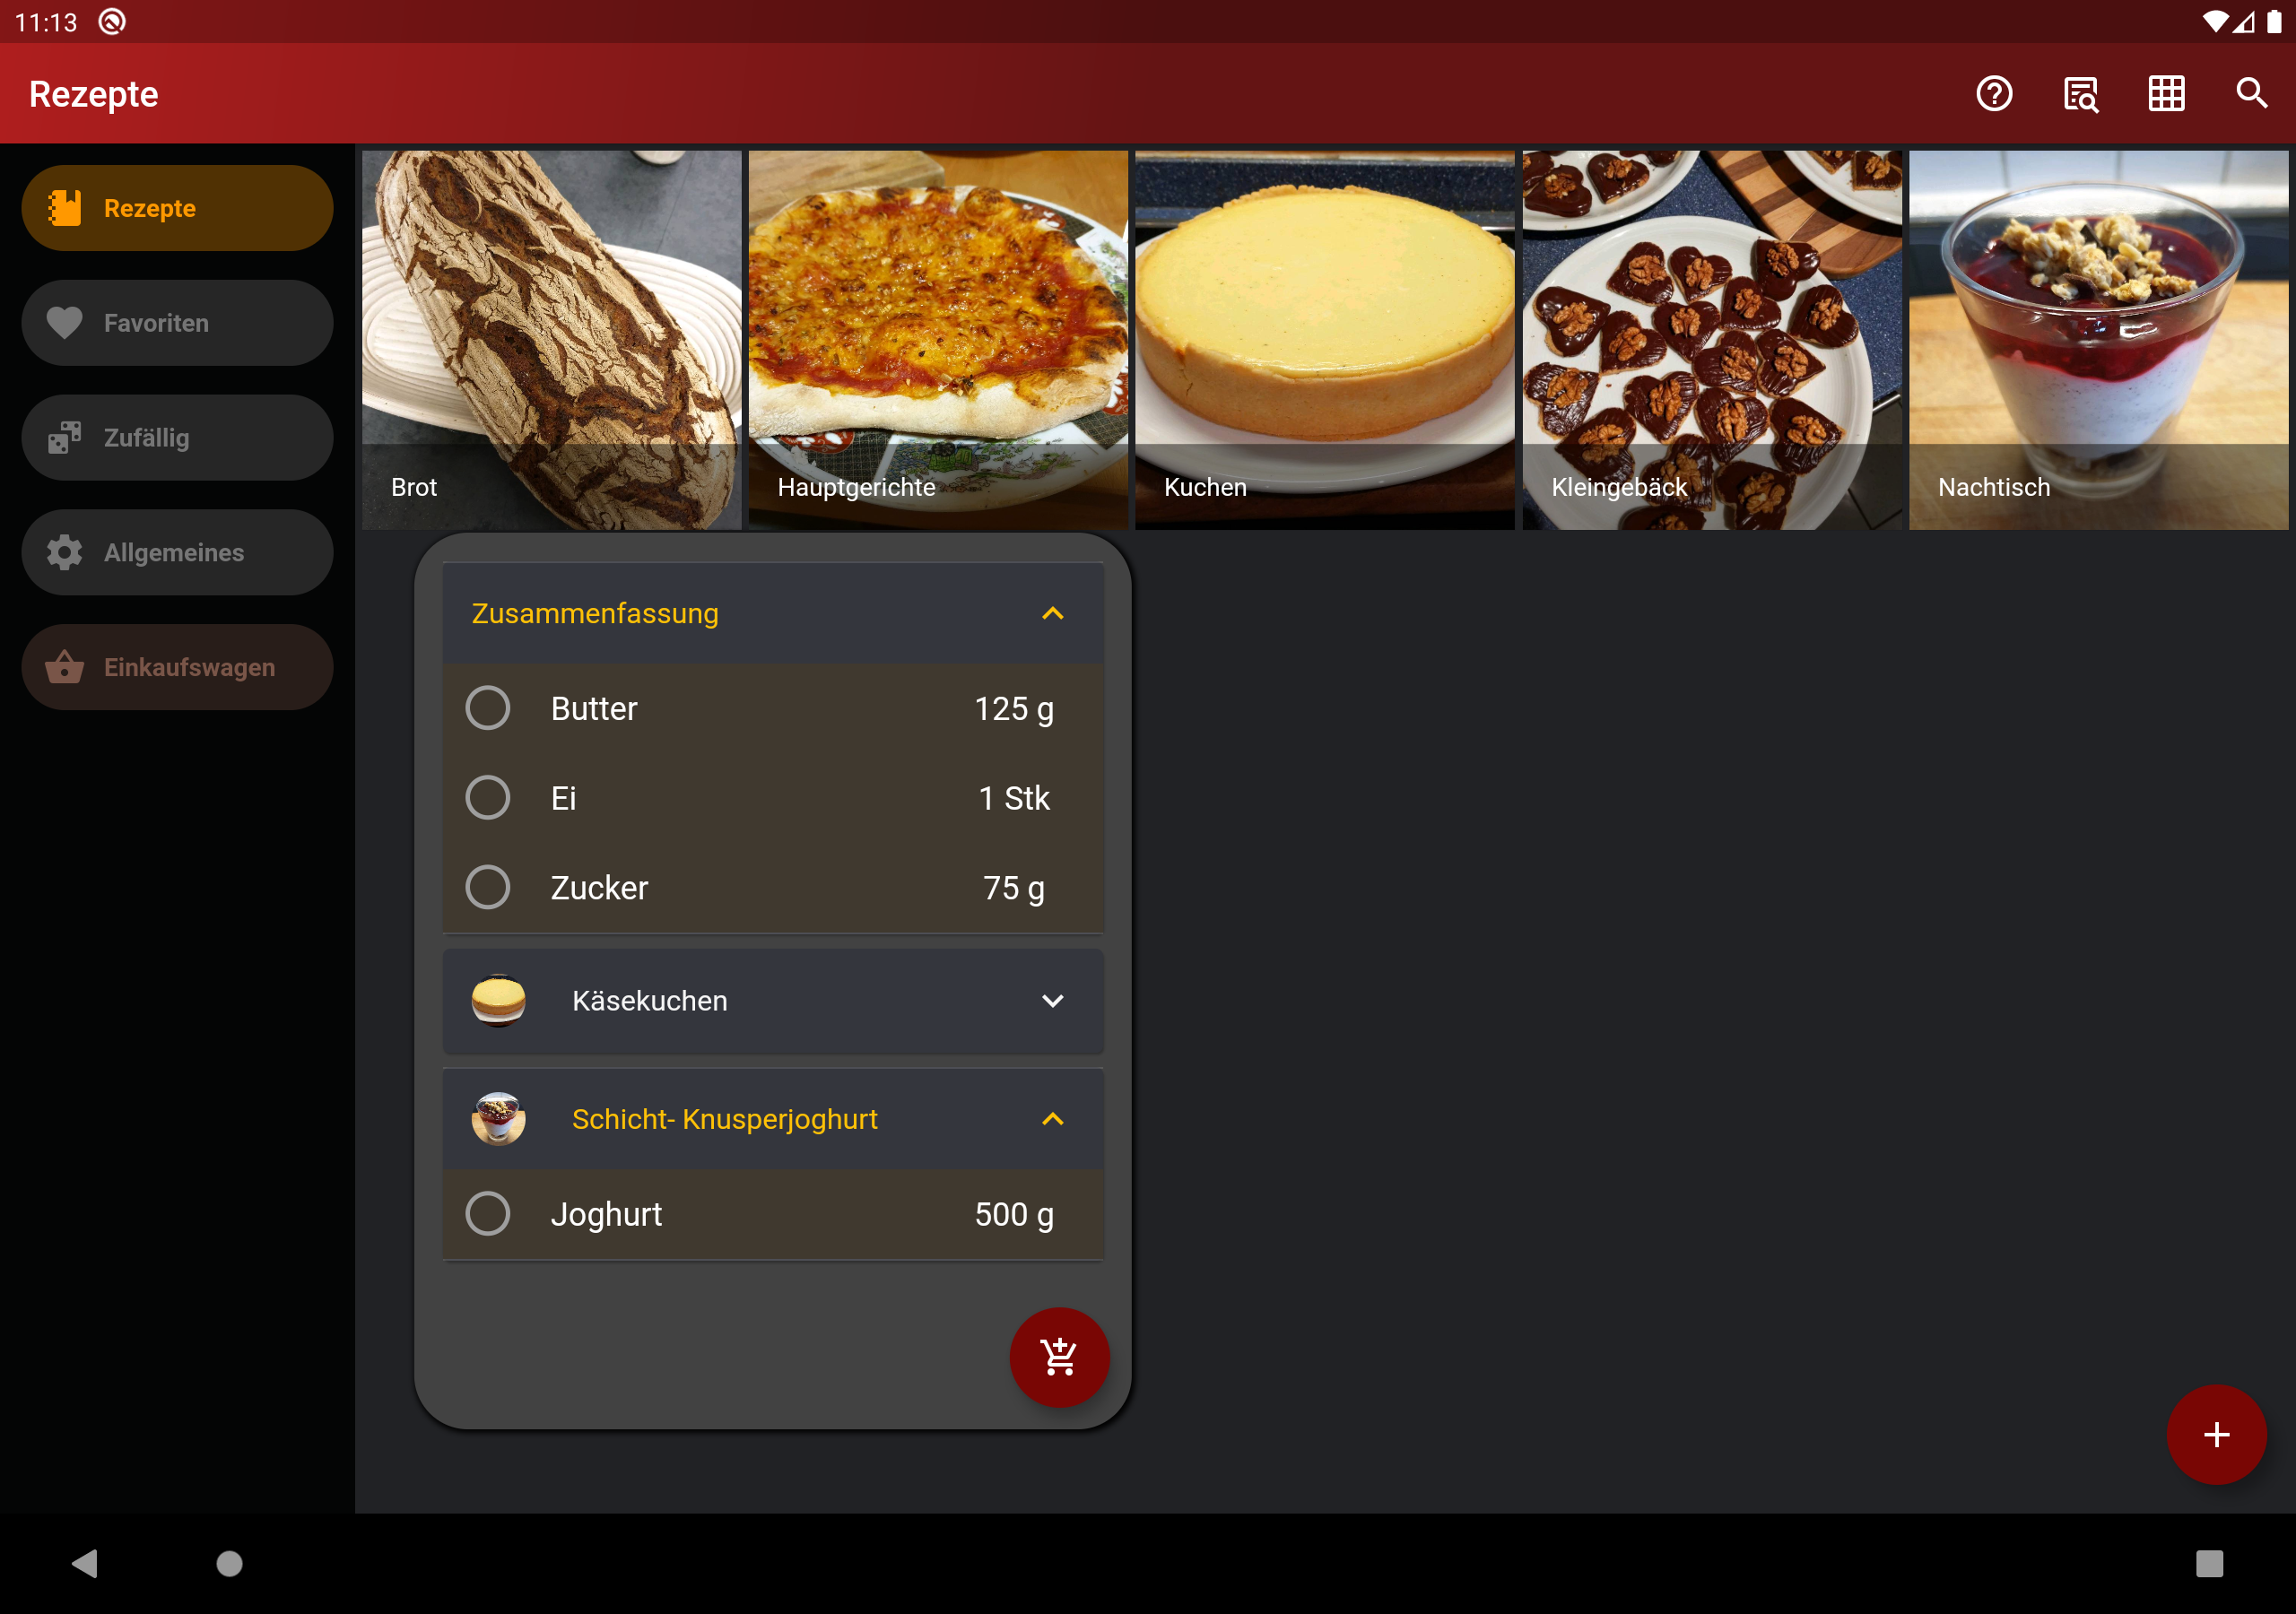 11:13
Rezepte
Rezepte
Favoriten
Zufällig
Allgemeines
Einkaufswagen
Brot
Hauptgerichte
Kuchen
Kleingebäck
Nachtisch
Zusammenfassung
Butter 125 g
Ei 1 Stk
Zucker 75 g
Käsekuchen
Schicht- Knusperjoghurt
Joghurt 500 g